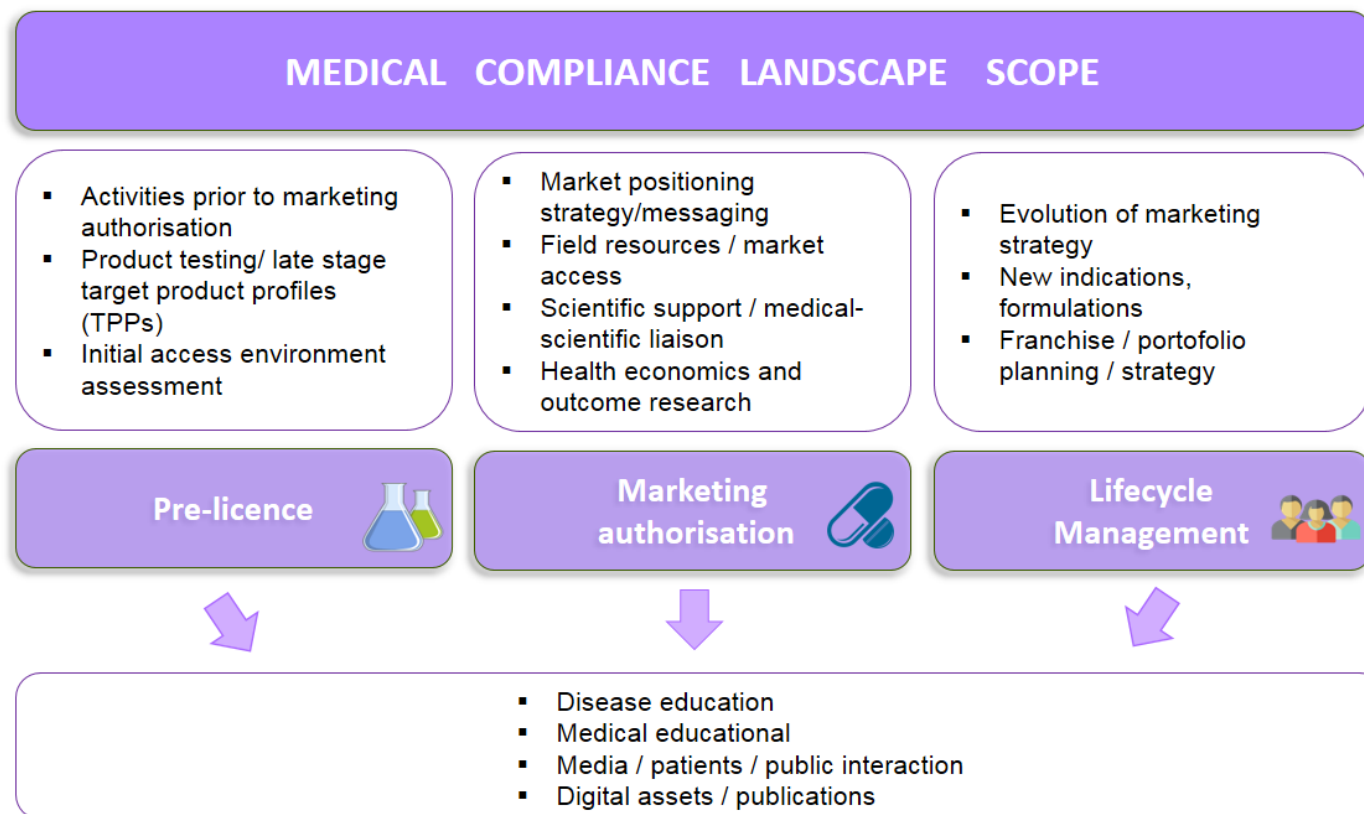 MEDICAL COMPLIANCE LANDSCAPE SCOPE
▪ Activities prior to marketing
authorisation
▪ Product testing/ late stage
target product profiles
(TPPs)
▪ Initial access environment
assessment
▪ Market positioning
strategy/messaging
▪ Field resources / market
access
▪ Scientific support / medical-
scientific liaison
▪ Health economics and
outcome research
▪ Evolution of marketing
strategy
▪ New indications,
formulations
▪ Franchise / portofolio
planning / strategy
Pre-licence
Marketing
authorisation
Lifecycle
Management
▪ Disease education
▪ Medical educational
▪ Media / patients / public interaction
▪ Digital assets / publications